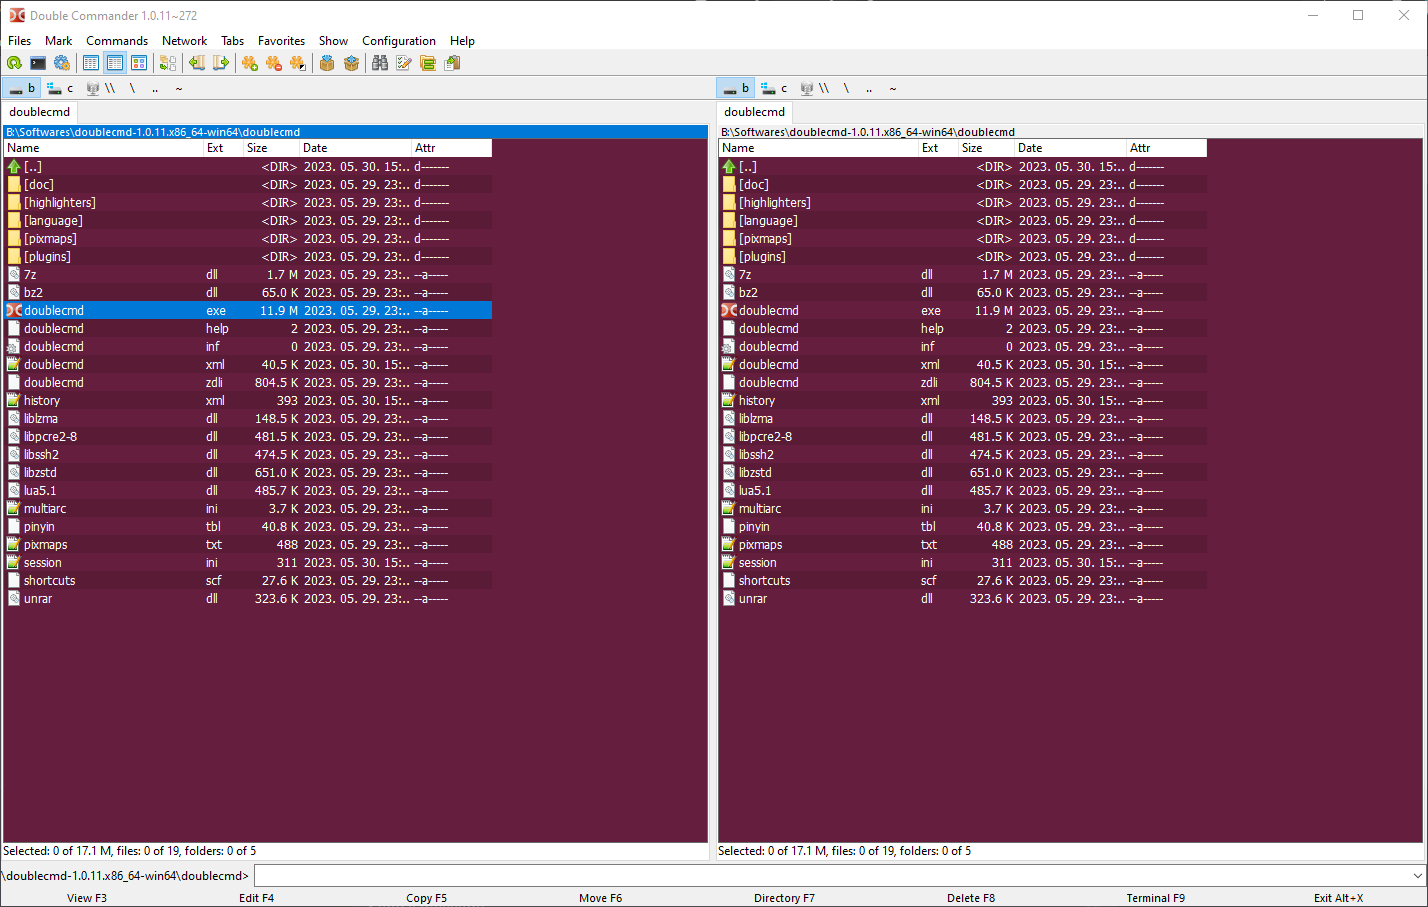 Double Commander 1.0.11~272
Files Mark Commands Network Tabs Favorites Show Configuration Help
b c \\ \ .. ~ b c \\ \ .. ~
doublecmd doublecmd
B:\Softwares\doublecmd-1.0.11.x86_64-win64\doublecmd B:\Softwares\doublecmd-1.0.11.x86_64-win64\doublecmd
Name Ext Size Date Attr Name Ext Size Date Attr
[..] <DIR> 2023. 05. 30. 15:.. d------- [..] <DIR> 2023. 05. 30. 15:.. d-------
[doc] <DIR> 2023. 05. 29. 23:.. d------- [doc] <DIR> 2023. 05. 29. 23:.. d-------
[highlighters] <DIR> 2023. 05. 29. 23:.. d------- [highlighters] <DIR> 2023. 05. 29. 23:.. d-------
[language] <DIR> 2023. 05. 29. 23:.. d------- [language] <DIR> 2023. 05. 29. 23:.. d-------
[pixmaps] <DIR> 2023. 05. 29. 23:.. d------- [pixmaps] <DIR> 2023. 05. 29. 23:.. d-------
[plugins] <DIR> 2023. 05. 29. 23:.. d------- [plugins] <DIR> 2023. 05. 29. 23:.. d-------
7z dll 1.7 M 2023. 05. 29. 23:.. --a----- 7z dll 1.7 M 2023. 05. 29. 23:.. --a-----
bz2 dll 65.0 K 2023. 05. 29. 23:.. --a----- bz2 dll 65.0 K 2023. 05. 29. 23:.. --a-----
doublecmd exe 11.9 M 2023. 05. 29. 23:.. --a----- doublecmd exe 11.9 M 2023. 05. 29. 23:.. --a-----
doublecmd help 2 2023. 05. 29. 23:.. --a----- doublecmd help 2 2023. 05. 29. 23:.. --a-----
doublecmd inf 0 2023. 05. 29. 23:.. --a----- doublecmd inf 0 2023. 05. 29. 23:.. --a-----
doublecmd xml 40.5 K 2023. 05. 30. 15:.. --a----- doublecmd xml 40.5 K 2023. 05. 30. 15:.. --a-----
doublecmd zdli 804.5 K 2023. 05. 29. 23:.. --a----- doublecmd zdli 804.5 K 2023. 05. 29. 23:.. --a-----
history xml 393 2023. 05. 30. 15:.. --a----- history xml 393 2023. 05. 30. 15:.. --a-----
liblzma dll 148.5 K 2023. 05. 29. 23:.. --a----- liblzma dll 148.5 K 2023. 05. 29. 23:.. --a-----
libpcre2-8 dll 481.5 K 2023. 05. 29. 23:.. --a----- libpcre2-8 dll 481.5 K 2023. 05. 29. 23:.. --a-----
libssh2 dll 474.5 K 2023. 05. 29. 23:.. --a----- libssh2 dll 474.5 K 2023. 05. 29. 23:.. --a-----
libzstd dll 651.0 K 2023. 05. 29. 23:.. --a----- libzstd dll 651.0 K 2023. 05. 29. 23:.. --a-----
lua5.1 dll 485.7 K 2023. 05. 29. 23:.. --a----- lua5.1 dll 485.7 K 2023. 05. 29. 23:.. --a-----
multiarc ini 3.7 K 2023. 05. 29. 23:.. --a----- multiarc ini 3.7 K 2023. 05. 29. 23:.. --a-----
pinyin tbl 40.8 K 2023. 05. 29. 23:.. --a----- pinyin tbl 40.8 K 2023. 05. 29. 23:.. --a-----
pixmaps txt 488 2023. 05. 29. 23:.. --a----- pixmaps txt 488 2023. 05. 29. 23:.. --a-----
session ini 311 2023. 05. 30. 15:.. --a----- session ini 311 2023. 05. 30. 15:.. --a-----
shortcuts scf 27.6 K 2023. 05. 29. 23:.. --a----- shortcuts scf 27.6 K 2023. 05. 29. 23:.. --a-----
unrar dll 323.6 K 2023. 05. 29. 23:.. --a----- unrar dll 323.6 K 2023. 05. 29. 23:.. --a-----
Selected: 0 of 17.1 M, files: 0 of 19, folders: 0 of 5 Selected: 0 of 17.1 M, files: 0 of 19, folders: 0 of 5
\doublecmd-1.0.11.x86_64-win64\doublecmd>
View F3 Edit F4 Copy F5 Move F6 Directory F7 Delete F8 Terminal F9 Exit Alt+X